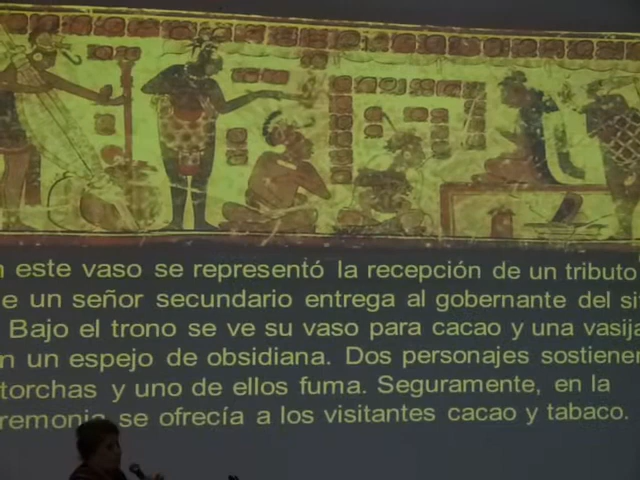 este vaso se representó la recepción de un tributo
e un señor secundario entrega al gobernante del si
Bajo el trono se ve su vaso para cacao y una vasija
n un espejo de obsidiana. Dos personajes sostienen
torchas y uno de ellos fuma. Seguramente, en la
remonia se ofrecía a los visitantes cacao y tabaco.